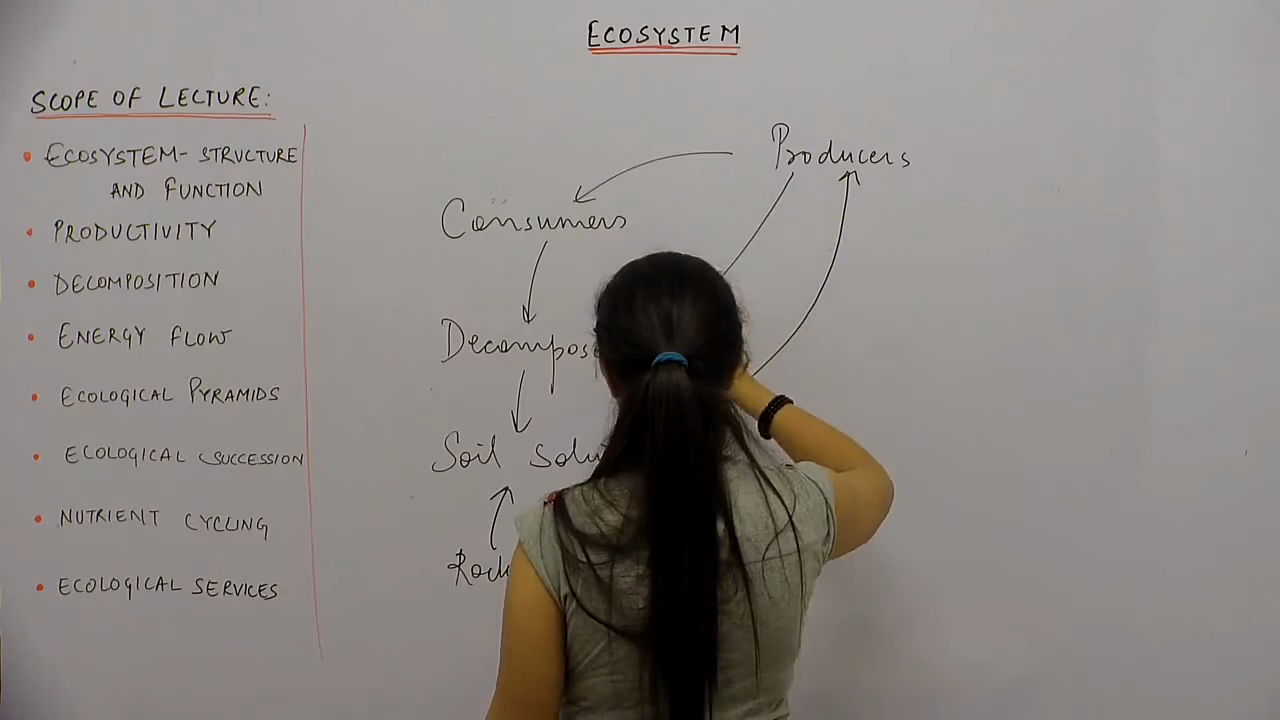 ECOSYSTEM
SCOPE OF LECTURE:
• ECOSYSTEM - STRUCTURE
AND FUNCTION
• PRODUCTIVITY
• DECOMPOSITION
• ENERGY FLOW
• ECOLOGICAL PYRAMIDS
• ECOLOGICAL SUCCESSION
• NUTRIENT CYCLING
• ECOLOGICAL SERVICES
Producers
Consumers
Soil